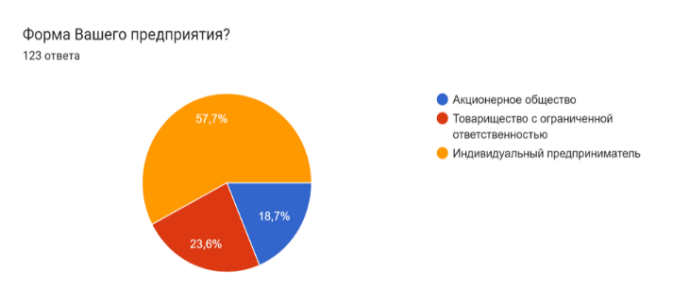 Форма Вашего предприятия?
123 ответа
57,7%
18,7%
23,6%
Акционерное общество
Товарищество с ограниченной
ответственностью
Индивидуальный предприниматель